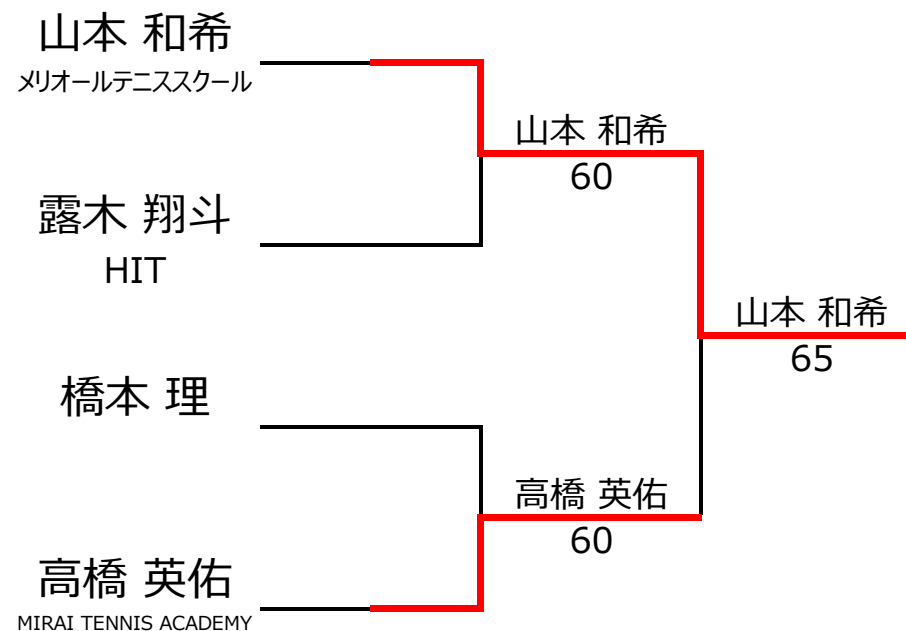 山本 和希
メリオールテニススクール
山本 和希
60
露木 翔斗
HIT
山本 和希
65
橋本 理
高橋 英佑
60
高橋 英佑
MIRAI TENNIS ACADEMY